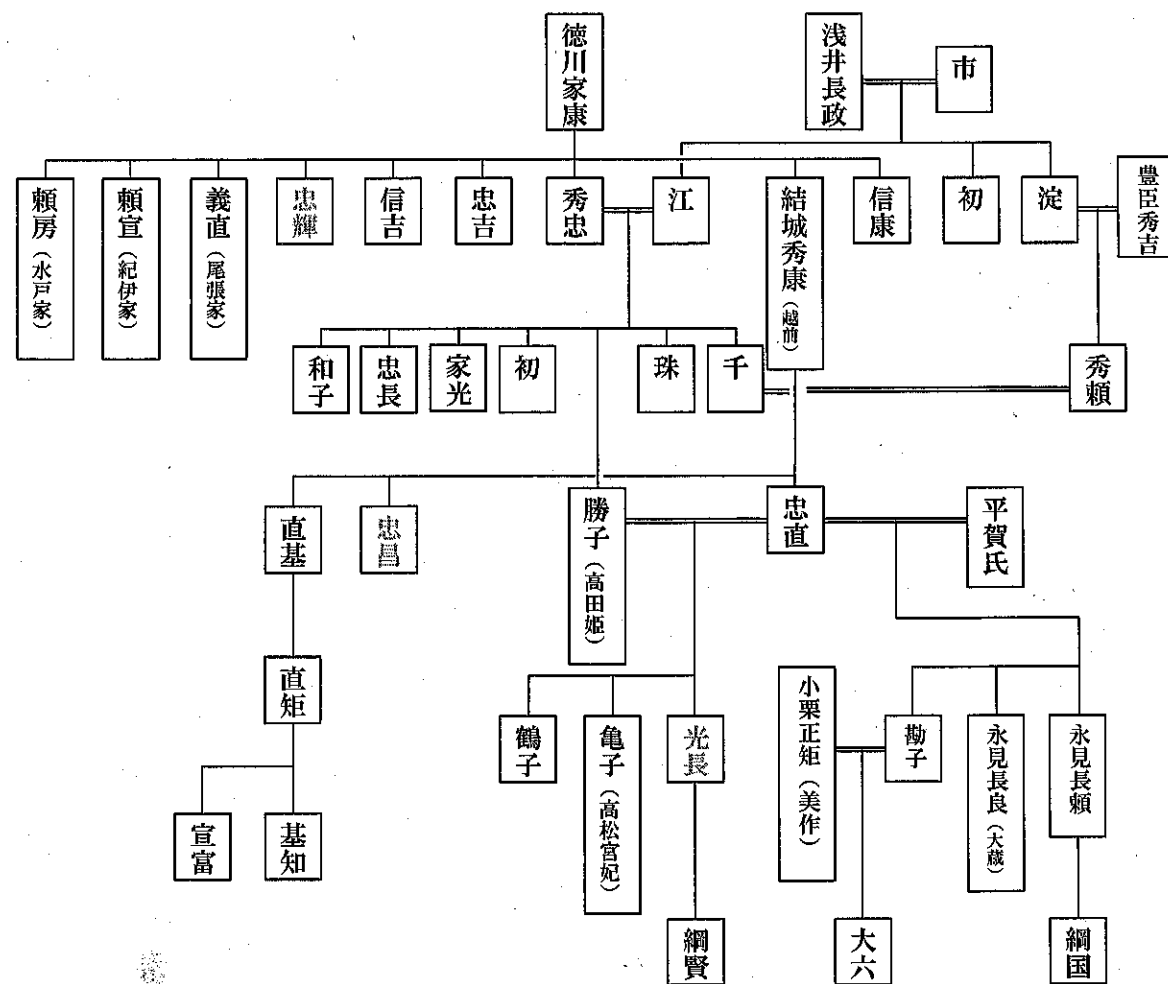 豊臣秀吉
市
浅井長政
徳川家康
淀
初
信康
結城秀康（越前）
江
秀忠
忠吉
信吉
忠輝
義直（尾張家）
頼宣（紀伊家）
頼房（水戸家）
秀頼
千
珠
初
家光
忠長
和子
平賀氏
忠直
勝子（高田姫）
忠昌
直基
永見長頼
永見長良（大蔵）
勘子
小栗正矩（美作）
光長
亀子（高松宮妃）
鶴子
直矩
基知
宣富
綱国
大六
綱賢